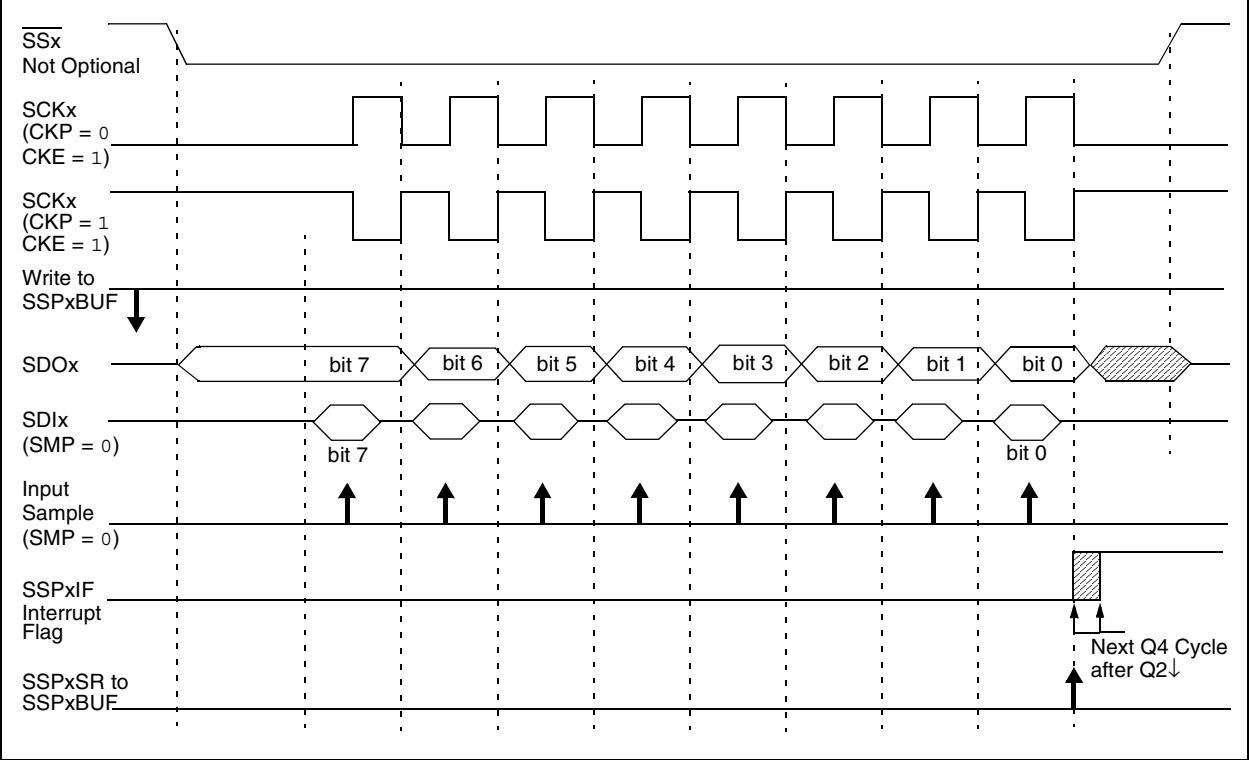 SSx
Not Optional
SCKx
(CKP = 0
CKE = 1)
SCKx
(CKP = 1
CKE = 1)
Write to
SSPxBUF
SDOx
bit 7
bit 6
bit 5
bit 4
bit 3
bit 2
bit 1
bit 0
SDIx
(SMP = 0)
bit 7
bit 0
Input
Sample
(SMP = 0)
SSPxIF
Interrupt
Flag
Next Q4 Cycle
after Q2↓
SSPxSR to
SSPxBUF